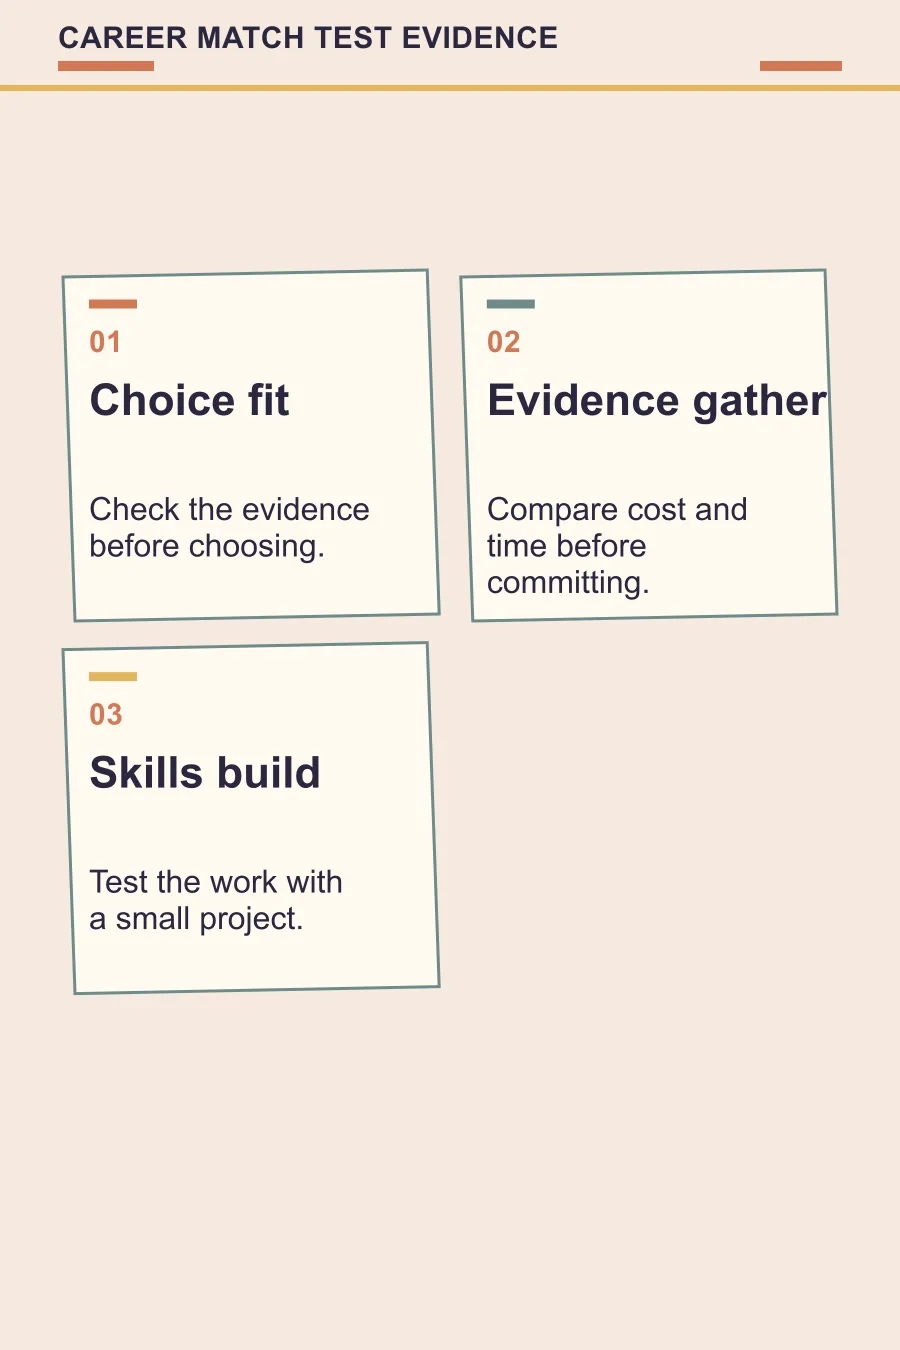 CAREER MATCH TEST EVIDENCE
01
Choice fit
Check the evidence
before choosing.
02
Evidence gather
Compare cost and
time before
committing.
03
Skills build
Test the work with
a small project.